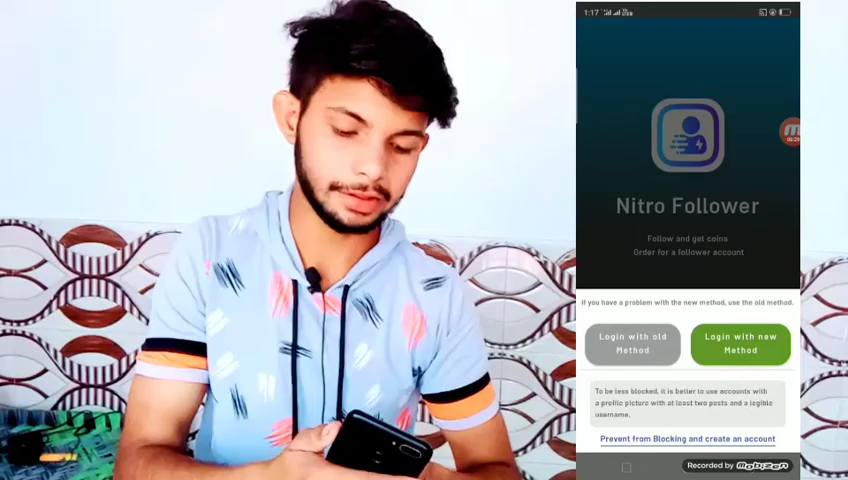 1:17
Nitro Follower
Follow and get coins
Order for a follower account
If you have a problem with the new method, use the old method.
Login with old
Method
Login with new
Method
To be less blocked, it is better to use accounts with
a profile picture with at least two posts and a legible
username.
Prevent from Blocking and create an account
Recorded by Mobizen